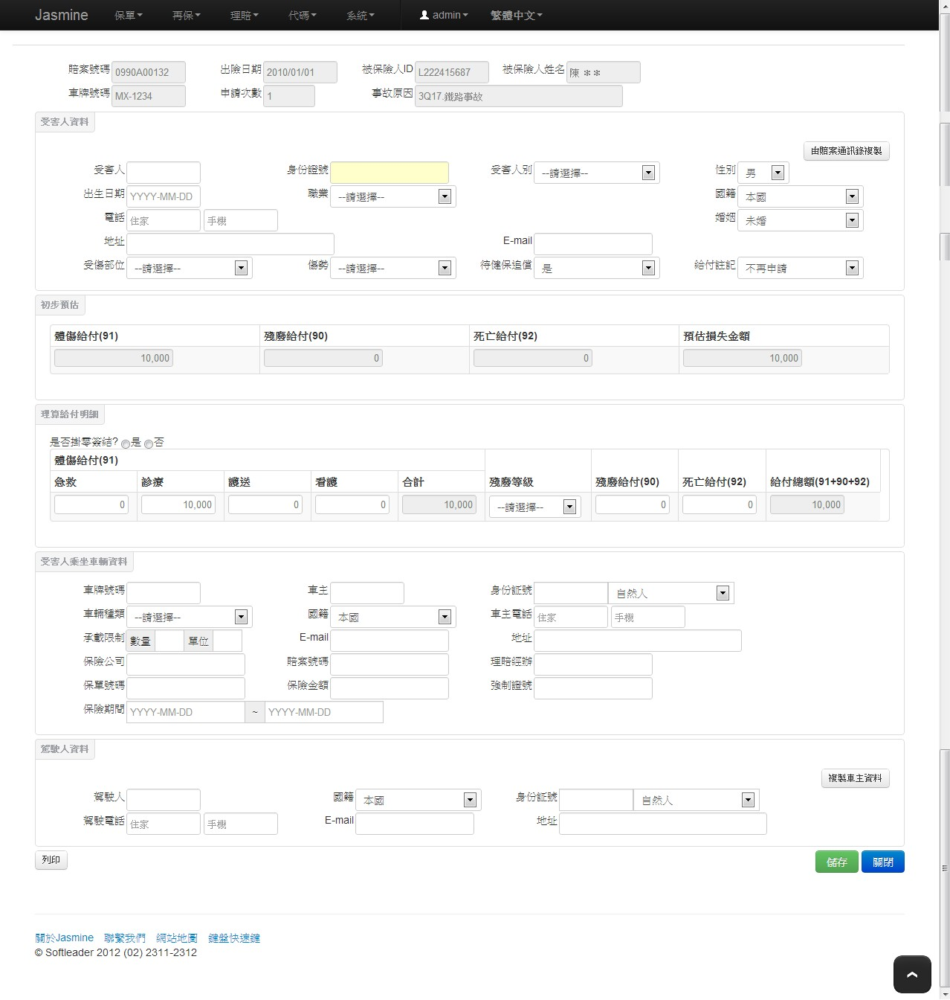 Jasmine 保單 再保 理賠 代碼 系統 admin 繁體中文
賠案號碼 0990A00132 出險日期 2010/01/01 被保險人ID L222415687 被保險人姓名 陳 **
車牌號碼 MX-1234 申請次數 1 事故原因 3Q17.鐵路事故
受害人資料
由賠案通訊錄複製
受害人 身份證號 受害人別 --請選擇-- 性別 男
出生日期 YYYY-MM-DD 職業 --請選擇-- 國籍 本國
電話 住家 手機 婚姻 未婚
地址 E-mail
受傷部位 --請選擇-- 傷勢 --請選擇-- 待健保追償 是 給付註記 不再申請
初步預估
體傷給付(91) 殘廢給付(90) 死亡給付(92) 預估損失金額
10,000 0 0 10,000
理算給付明細
是否掛零簽結? 是 否
體傷給付(91)
急救 診療 護送 看護 合計 殘廢等級 殘廢給付(90) 死亡給付(92) 給付總額(91+90+92)
0 10,000 0 0 10,000 --請選擇-- 0 0 10,000
受害人乘坐車輛資料
車牌號碼 車主 身份証號 自然人
車輛種類 --請選擇-- 國籍 本國 車主電話 住家 手機
承載限制 數量 單位 E-mail 地址
保險公司 賠案號碼 理賠經辦
保單號碼 保險金額 強制證號
保險期間 YYYY-MM-DD ~ YYYY-MM-DD
駕駛人資料
複製車主資料
駕駛人 國籍 本國 身份証號 自然人
駕駛電話 住家 手機 E-mail 地址
列印 儲存 關閉
關於Jasmine 聯繫我們 網站地圖 鍵盤快速鍵
© Softleader 2012 (02) 2311-2312